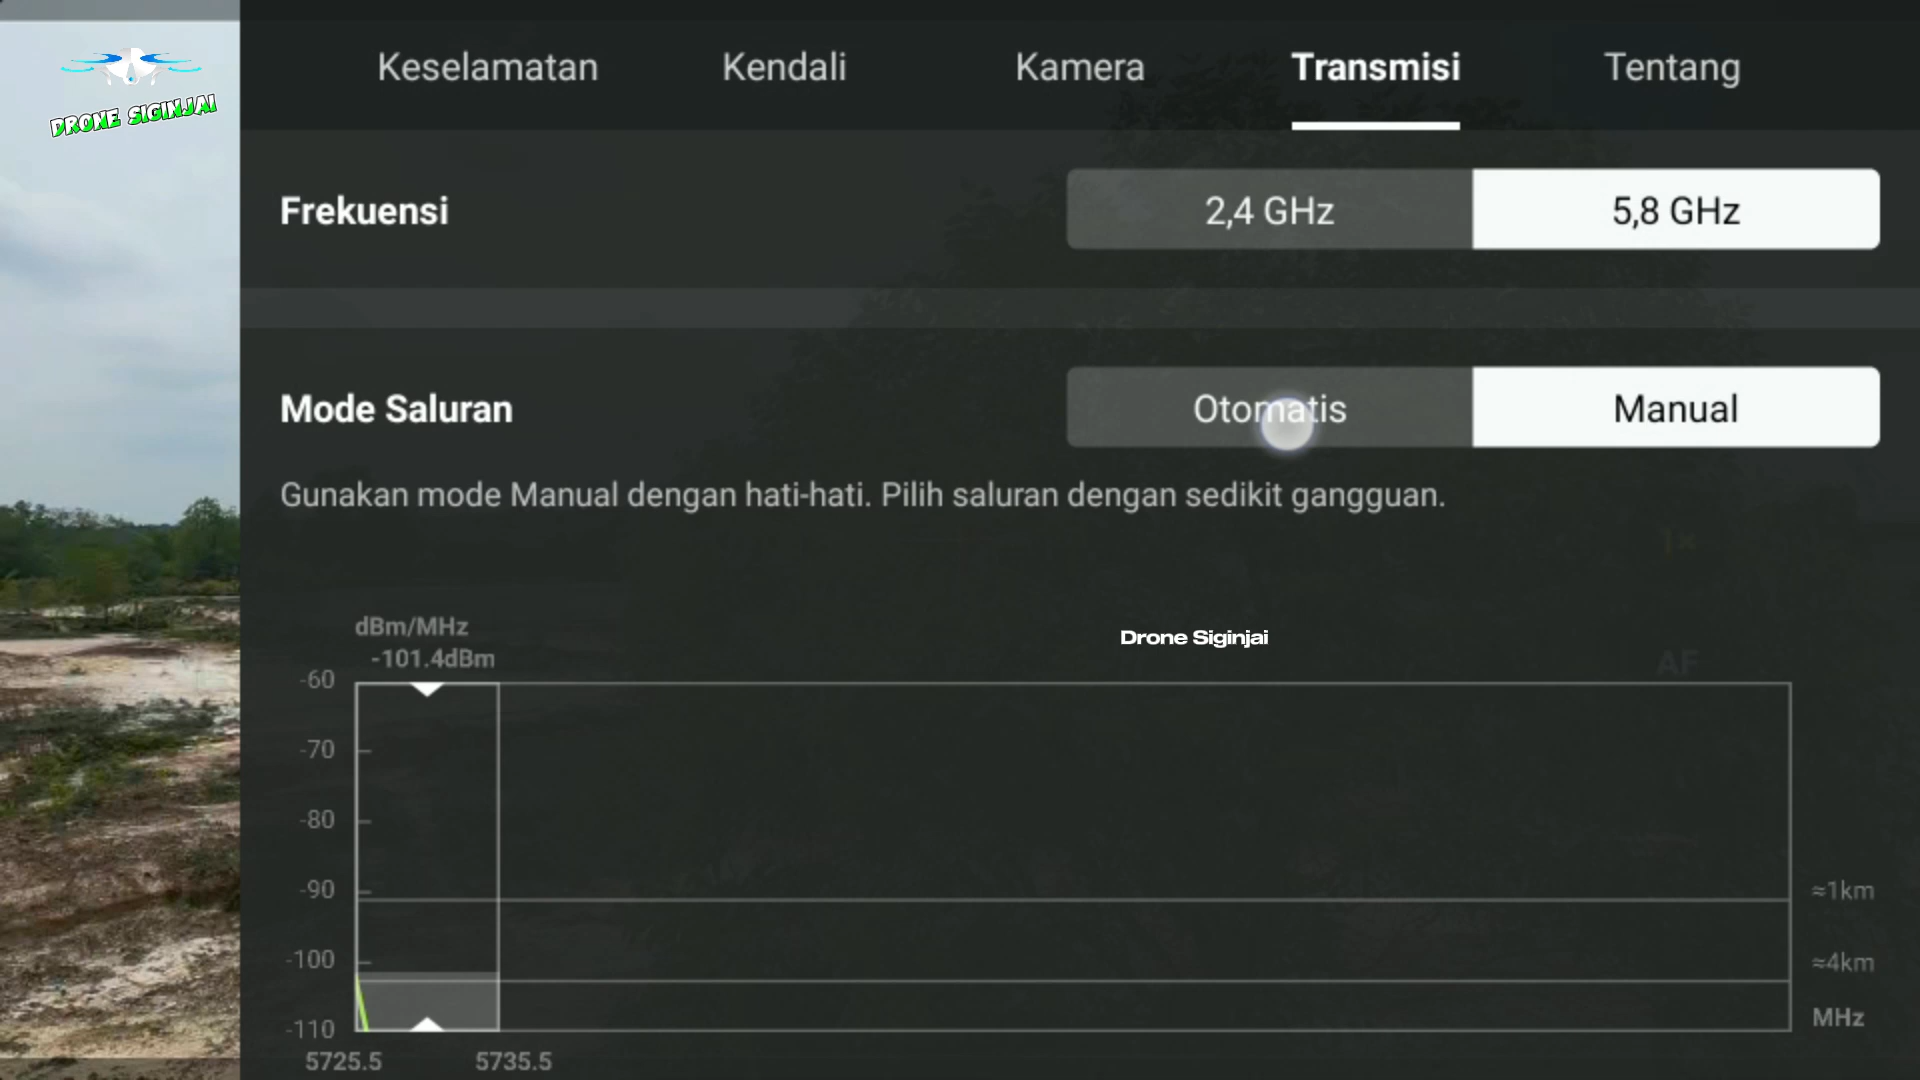 DRONE SIGINJAI
Keselamatan Kendali Kamera Transmisi Tentang
Frekuensi 2,4 GHz 5,8 GHz
Mode Saluran Otomatis Manual
Gunakan mode Manual dengan hati-hati. Pilih saluran dengan sedikit gangguan.
1×
dBm/MHz
Drone Siginjai
-101.4dBm
AF
-60
-70
-80
-90 ≈1km
-100 ≈4km
-110 MHz
5725.5 5735.5